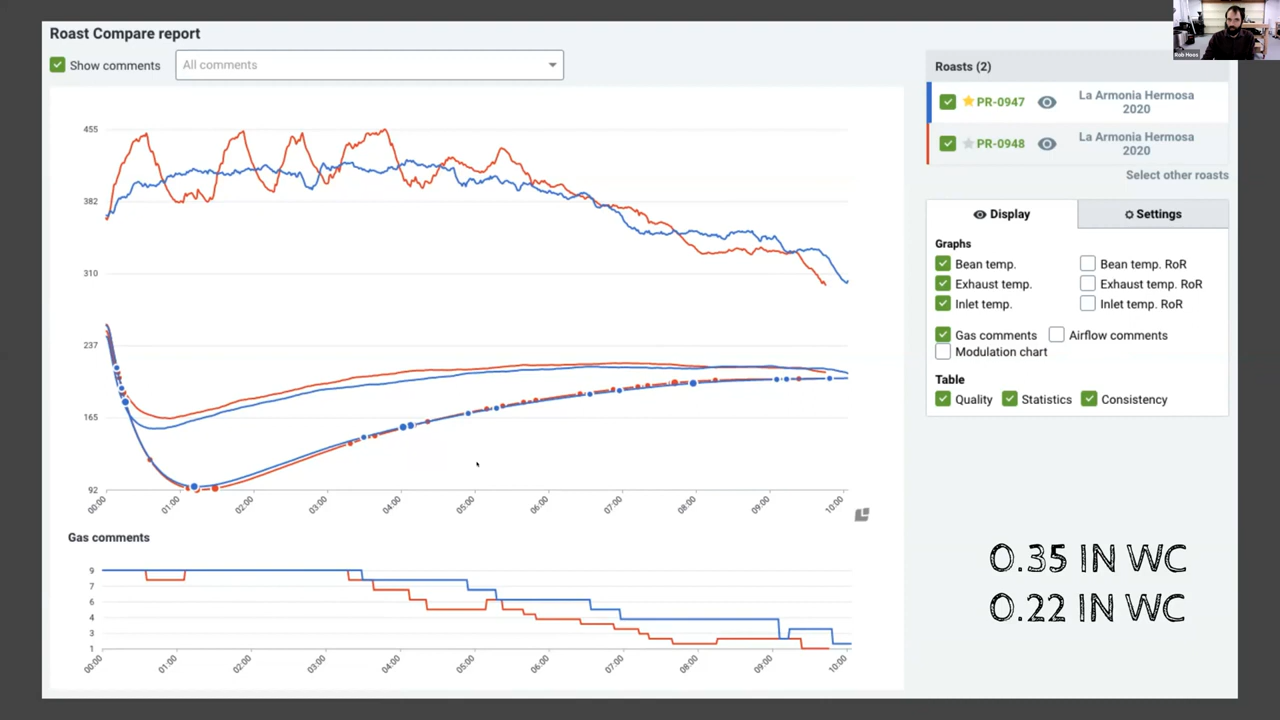 Roast Compare report
Show comments
All comments
455
382
310
237
165
92
00:00
01:00
02:00
03:00
04:00
05:00
06:00
07:00
08:00
09:00
10:00
Gas comments
9
7
6
4
3
1
00:00
01:00
02:00
03:00
04:00
05:00
06:00
07:00
08:00
09:00
10:00
Rob Hoos
Roasts (2)
PR-0947
La Armonia Hermosa
2020
PR-0948
La Armonia Hermosa
2020
Select other roasts
Display
Settings
Graphs
Bean temp.
Bean temp. RoR
Exhaust temp.
Exhaust temp. RoR
Inlet temp.
Inlet temp. RoR
Gas comments
Airflow comments
Modulation chart
Table
Quality
Statistics
Consistency
0.35 IN WC
0.22 IN WC